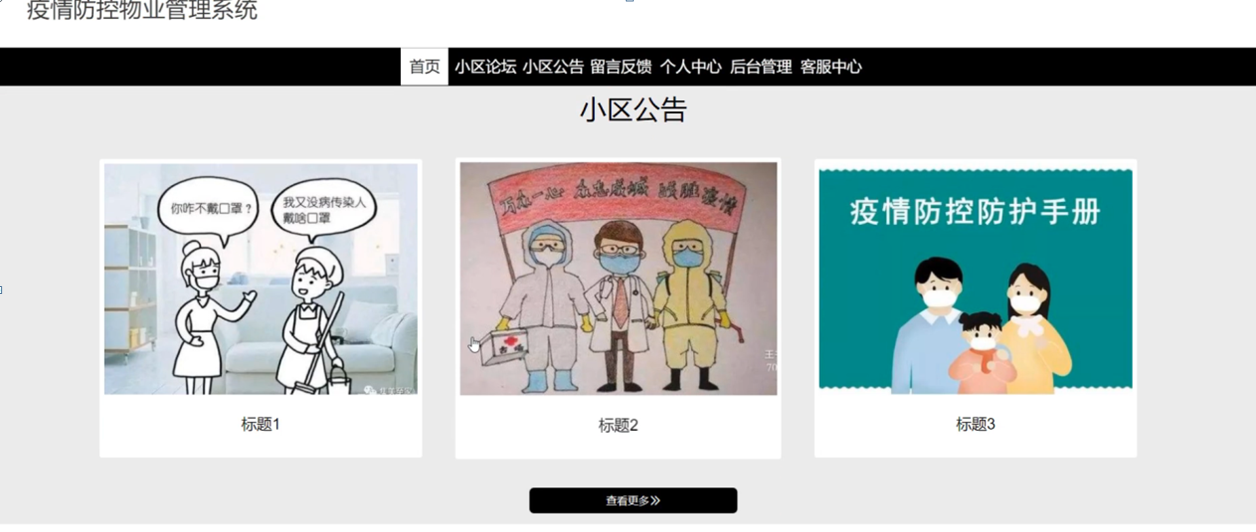 疫情防控物业管理系统
首页 小区论坛 小区公告 留言反馈 个人中心 后台管理 客服中心
小区公告
你咋不戴口罩？
我又没病传染人
戴啥口罩
万众一心 众志成城 战胜疫情
疫情防控防护手册
标题1
标题2
标题3
查看更多